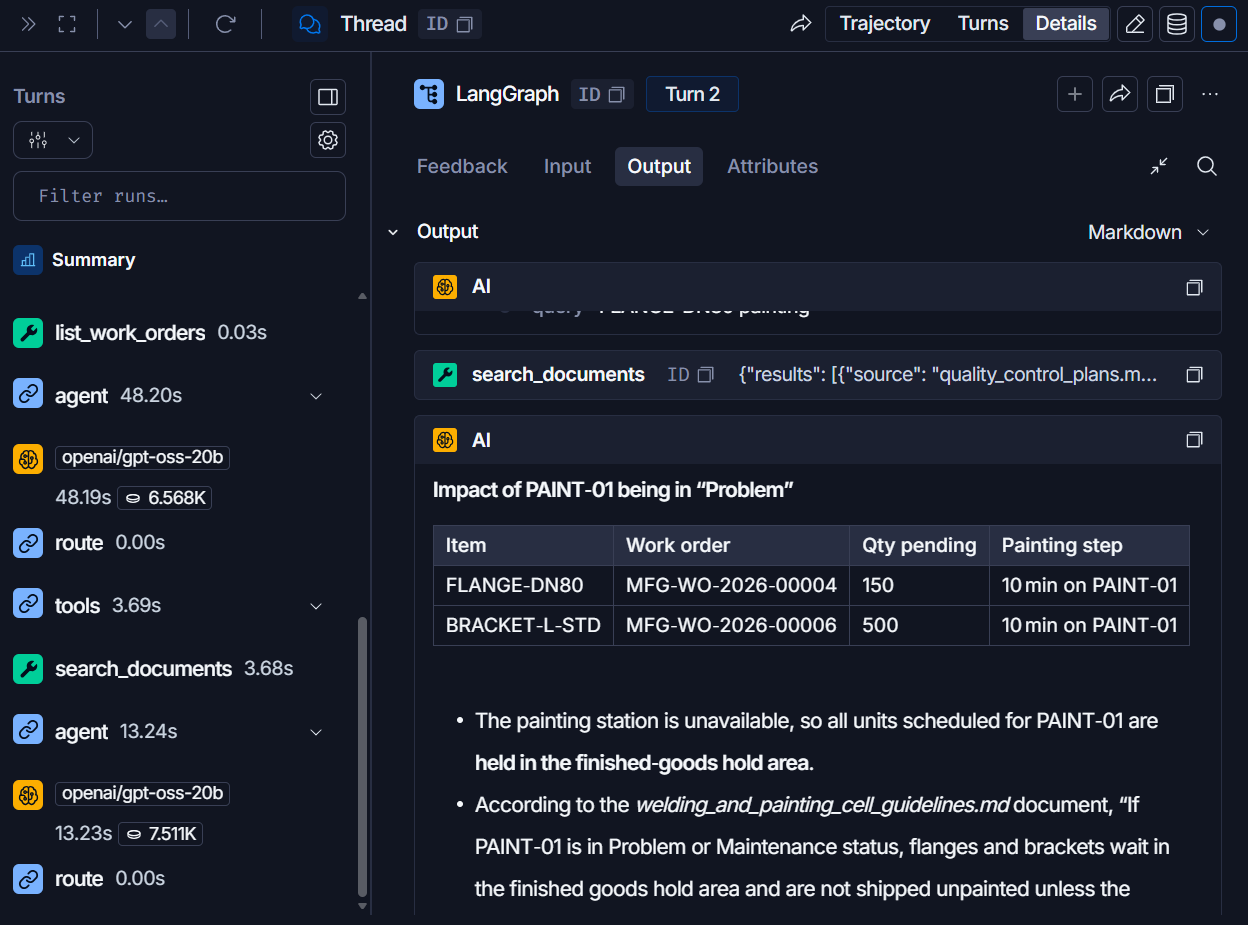 Thread ID Trajectory Turns Details
Turns
Filter runs…
Summary
list_work_orders 0.03s
agent 48.20s
openai/gpt-oss-20b
48.19s 6.568K
route 0.00s
tools 3.69s
search_documents 3.68s
agent 13.24s
openai/gpt-oss-20b
13.23s 7.511K
route 0.00s
LangGraph ID Turn 2
Feedback Input Output Attributes
Output Markdown
AI
query FLANGE-DN80 painting
search_documents ID {"results": [{"source": "quality_control_plans.m...
AI
Impact of PAINT-01 being in “Problem”
Item Work order Qty pending Painting step
FLANGE-DN80 MFG-WO-2026-00004 150 10 min on PAINT-01
BRACKET-L-STD MFG-WO-2026-00006 500 10 min on PAINT-01
• The painting station is unavailable, so all units scheduled for PAINT-01 are
held in the finished-goods hold area.
• According to the welding_and_painting_cell_guidelines.md document, “If
PAINT-01 is in Problem or Maintenance status, flanges and brackets wait in
the finished goods hold area and are not shipped unpainted unless the